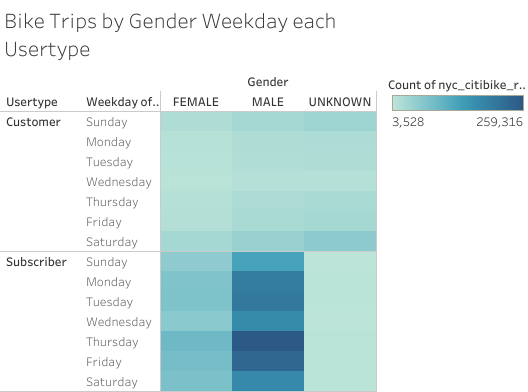 Bike Trips by Gender Weekday each
Usertype
Gender
Count of nyc_citibike_r..
Usertype Weekday of.. FEMALE MALE UNKNOWN
3,528 259,316
Customer Sunday
Monday
Tuesday
Wednesday
Thursday
Friday
Saturday
Subscriber Sunday
Monday
Tuesday
Wednesday
Thursday
Friday
Saturday